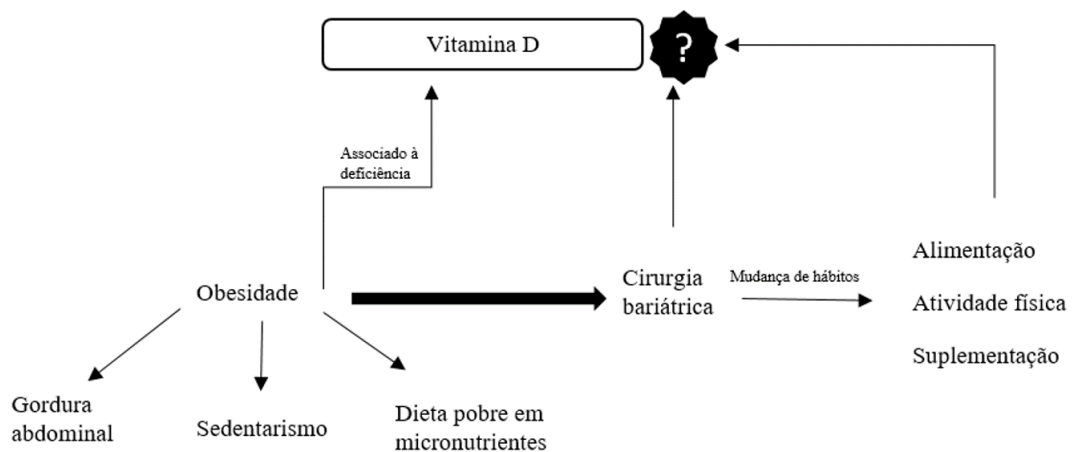 Vitamina D
?
Associado à
deficiência
Obesidade
Cirurgia
bariátrica
Mudança de hábitos
Alimentação
Atividade física
Suplementação
Gordura
abdominal
Sedentarismo
Dieta pobre em
micronutrientes